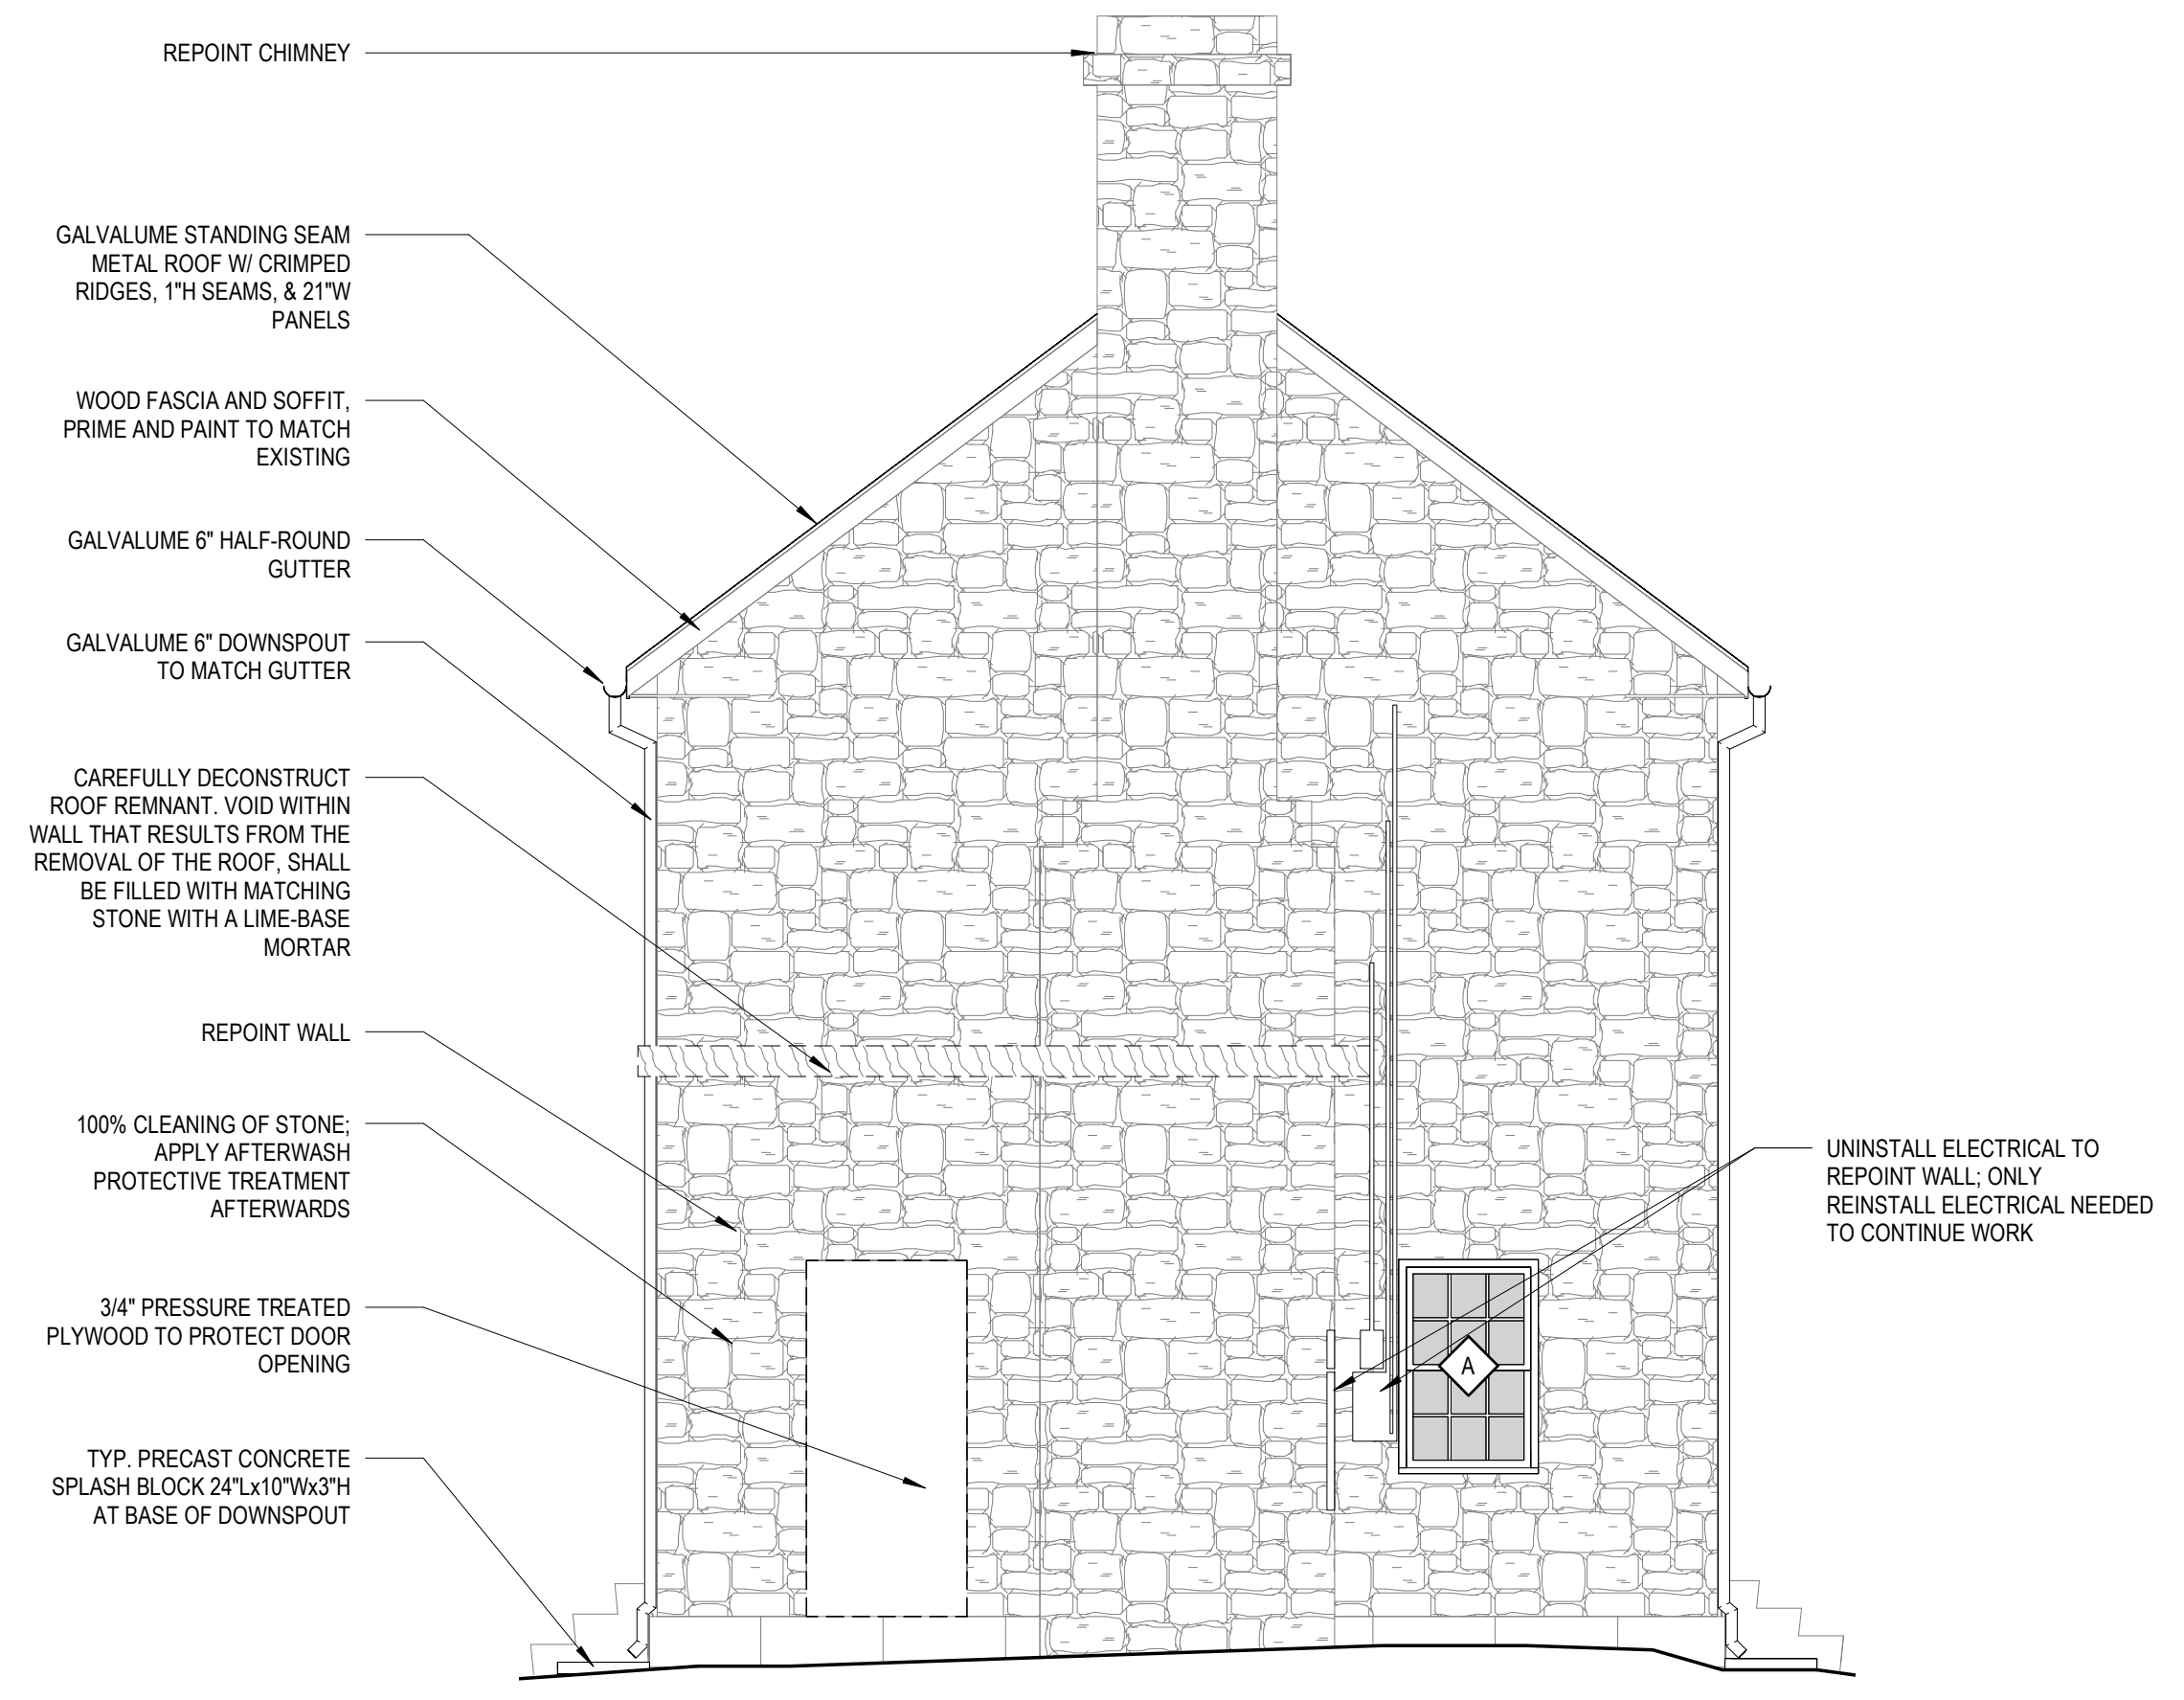 REPOINT CHIMNEY
GALVALUME STANDING SEAM
METAL ROOF W/ CRIMPED
RIDGES, 1"H SEAMS, & 21"W
PANELS
WOOD FASCIA AND SOFFIT,
PRIME AND PAINT TO MATCH
EXISTING
GALVALUME 6" HALF-ROUND
GUTTER
GALVALUME 6" DOWNSPOUT
TO MATCH GUTTER
CAREFULLY DECONSTRUCT
ROOF REMNANT. VOID WITHIN
WALL THAT RESULTS FROM THE
REMOVAL OF THE ROOF, SHALL
BE FILLED WITH MATCHING
STONE WITH A LIME-BASE
MORTAR
REPOINT WALL
100% CLEANING OF STONE;
APPLY AFTERWASH
PROTECTIVE TREATMENT
AFTERWARDS
3/4" PRESSURE TREATED
PLYWOOD TO PROTECT DOOR
OPENING
TYP. PRECAST CONCRETE
SPLASH BLOCK 24"Lx10"Wx3"H
AT BASE OF DOWNSPOUT
UNINSTALL ELECTRICAL TO
REPOINT WALL; ONLY
REINSTALL ELECTRICAL NEEDED
TO CONTINUE WORK
A